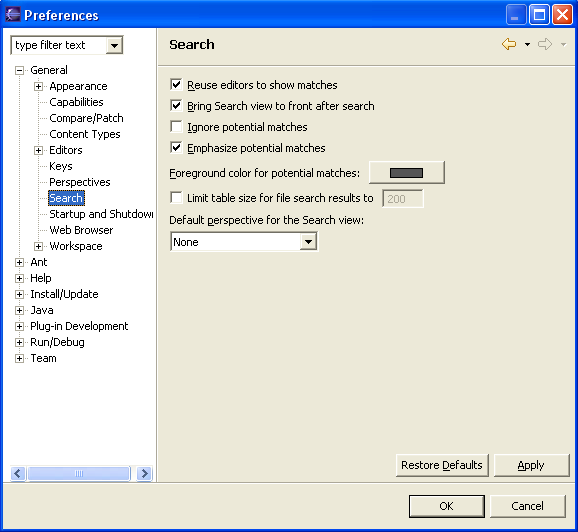 Preferences
type filter text
General
Appearance
Capabilities
Compare/Patch
Content Types
Editors
Keys
Perspectives
Search
Startup and Shutdown
Web Browser
Workspace
Ant
Help
Install/Update
Java
Plug-in Development
Run/Debug
Team
Search
Reuse editors to show matches
Bring Search view to front after search
Ignore potential matches
Emphasize potential matches
Foreground color for potential matches:
Limit table size for file search results to 200
Default perspective for the Search view:
None
Restore Defaults Apply
OK Cancel